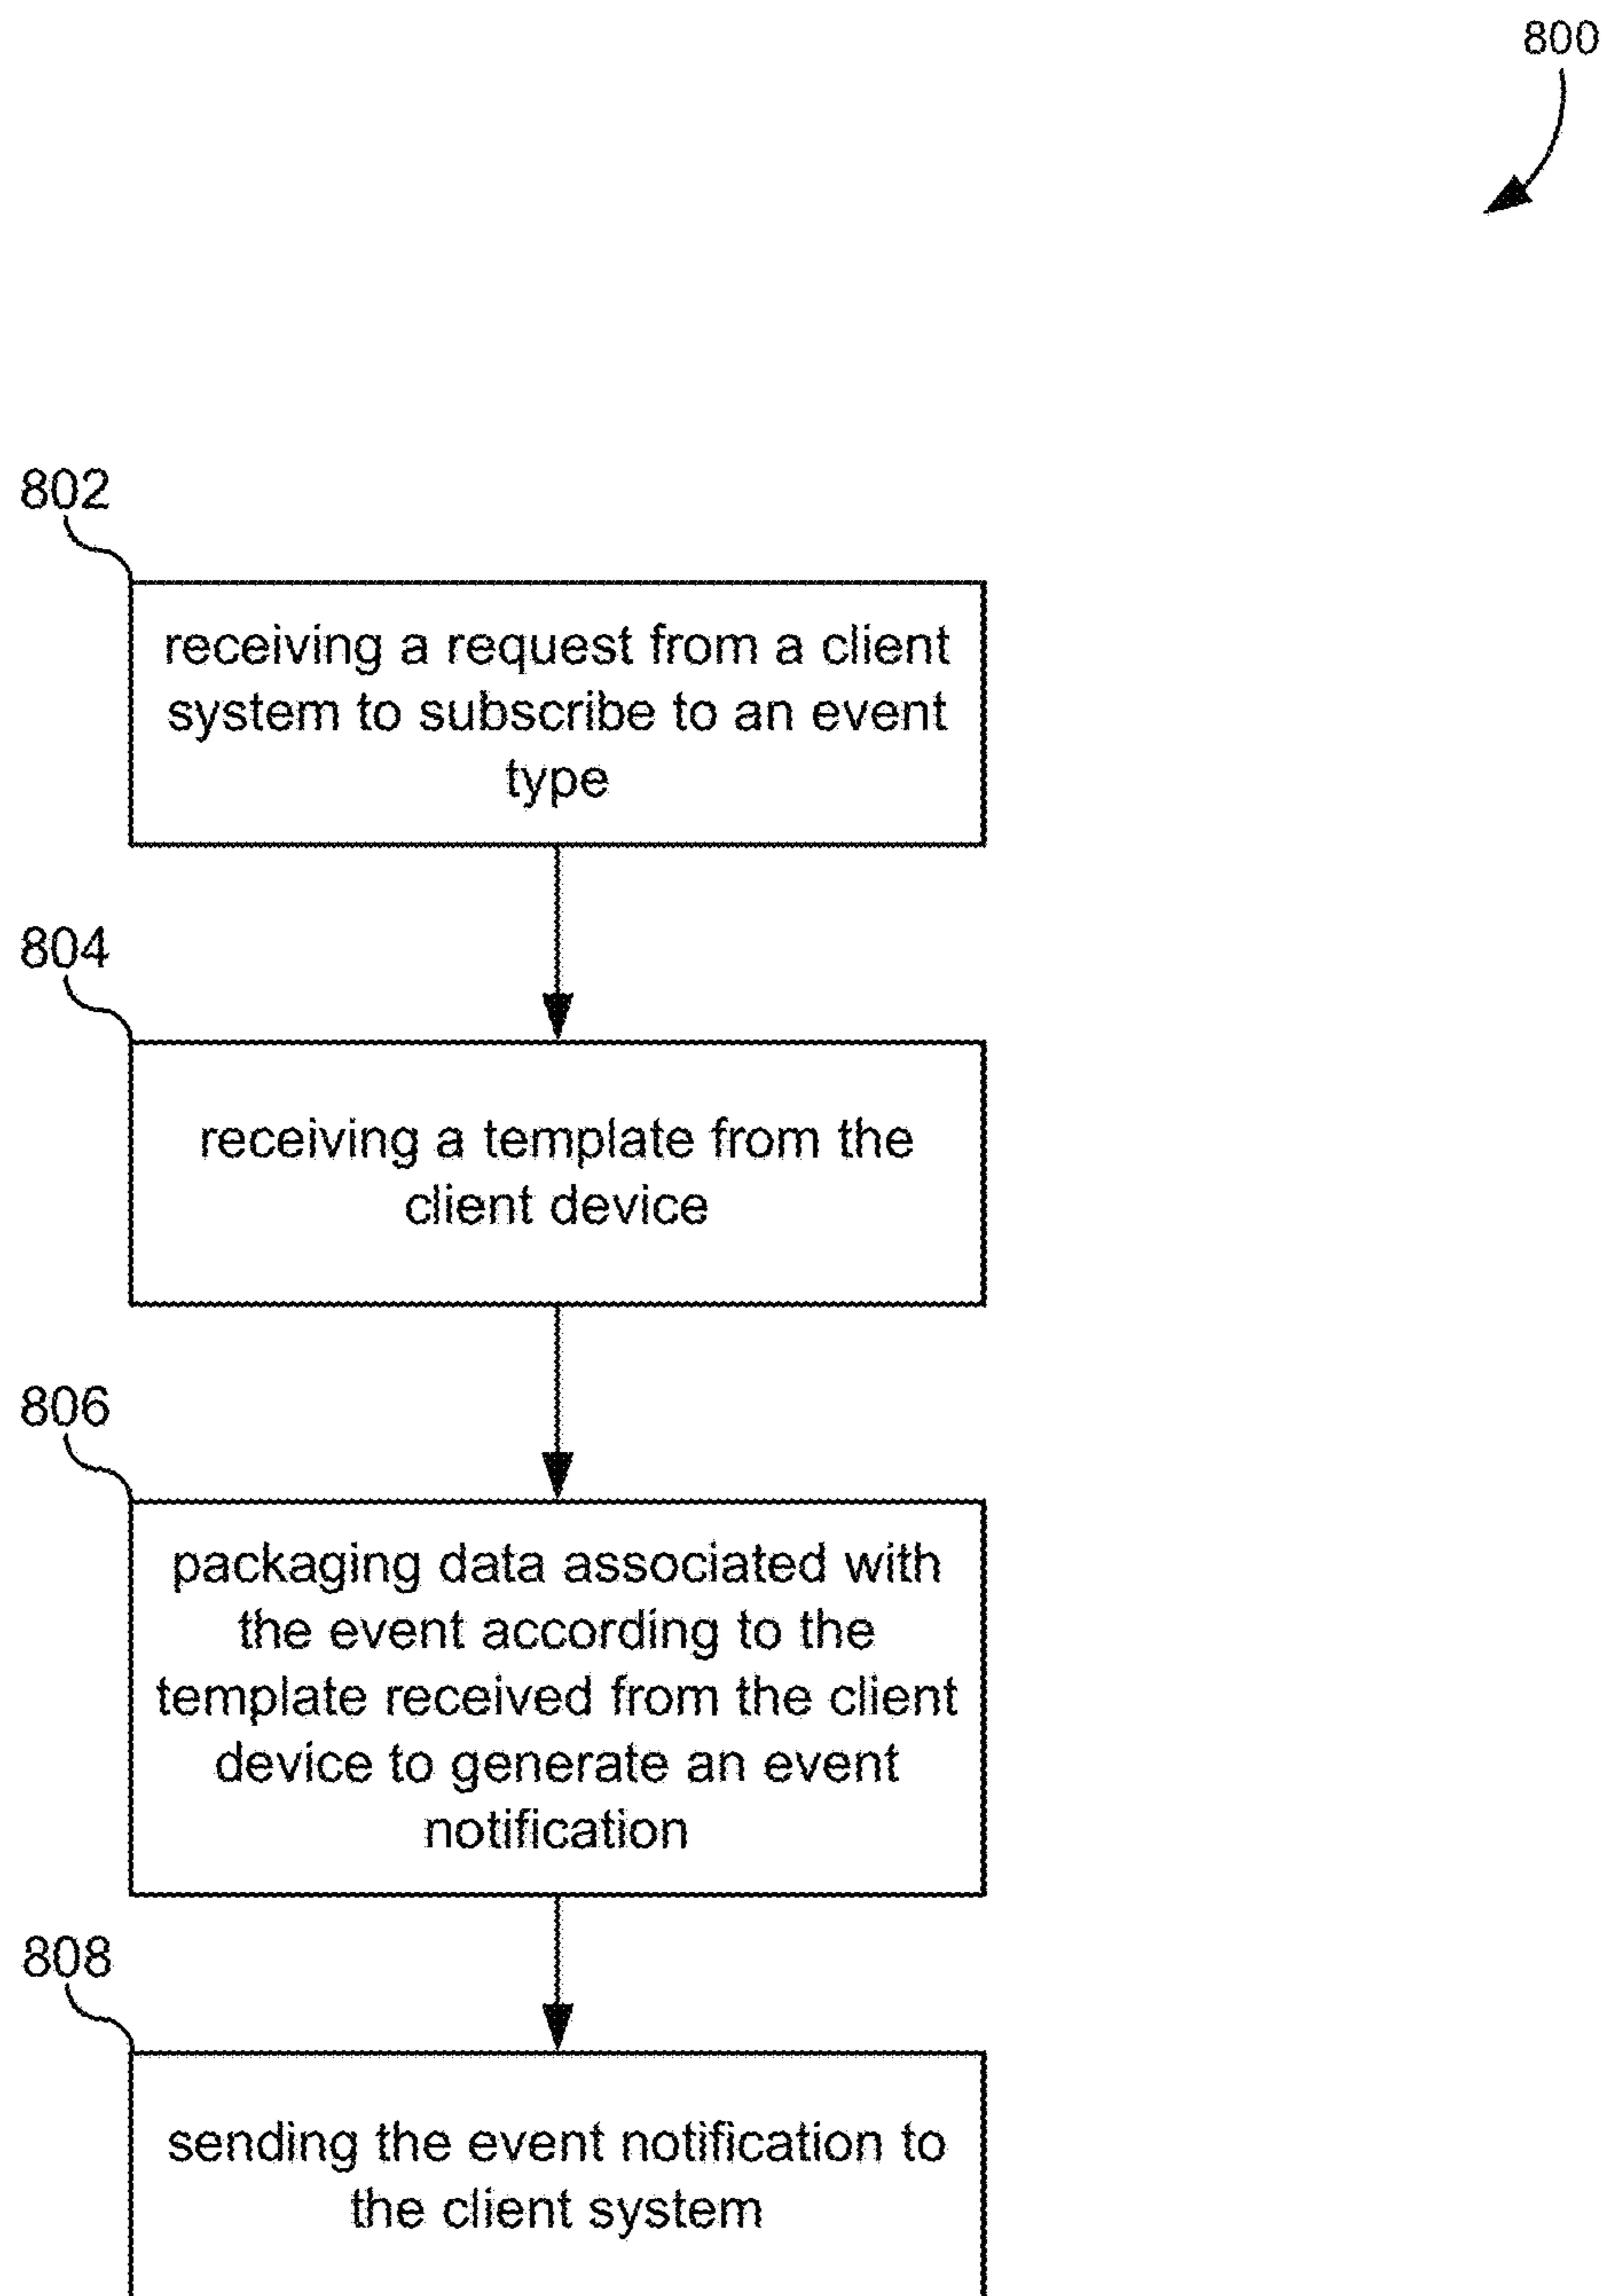 800
802
receiving a request from a client
system to subscribe to an event
type
804
receiving a template from the
client device
806
packaging data associated with
the event according to the
template received from the client
device to generate an event
notification
808
sending the event notification to
the client system